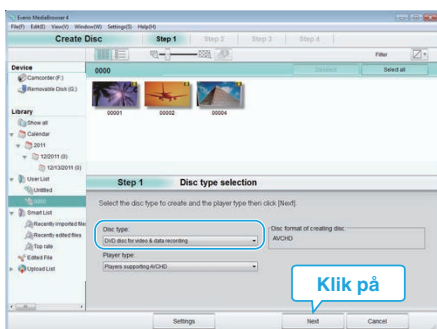 Everio MediaBrowser 4
File(F) Edit(E) View(V) Window(W) Settings(S) Help(H)
Create Disc
Step 1
Step 2
Step 3
Step 4
Filter
Device
Camcorder (F:)
Removable Disk (G:)
0000
Select all
00001
00002
00004
Library
Show all
Calendar
2011
12/2011 (0)
12/13/2011 (0)
User List
Untitled
0000
Smart List
Recently imported file
Recently edited files
Top rate
Edited File
Upload List
Step 1
Disc type selection
Select the disc type to create and the player type then click [Next].
Disc type:
DVD disc for video & data recording
Disc format of creating disc:
AVCHD
Player type:
Players supporting AVCHD
Klik på
Settings
Next
Cancel